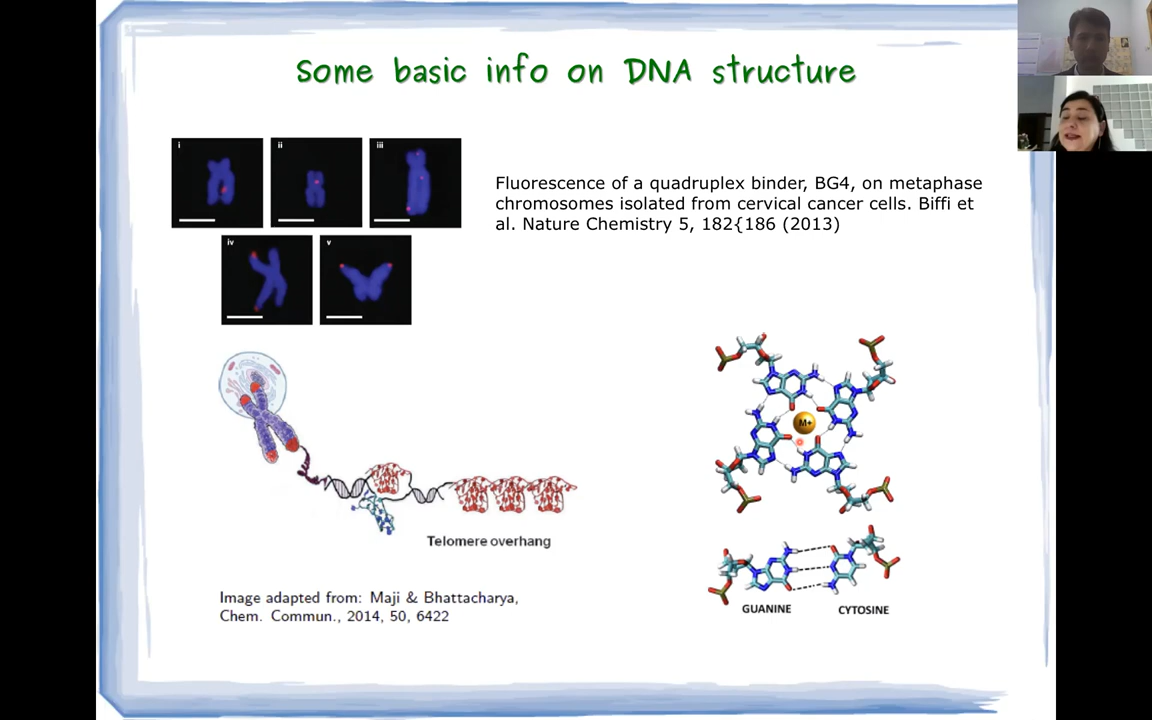 Some basic info on DNA structure
i
ii
iii
iv
v
Fluorescence of a quadruplex binder, BG4, on metaphase
chromosomes isolated from cervical cancer cells. Biffi et
al. Nature Chemistry 5, 182{186 (2013)
M+
Telomere overhang
Image adapted from: Maji & Bhattacharya,
Chem. Commun., 2014, 50, 6422
GUANINE
CYTOSINE